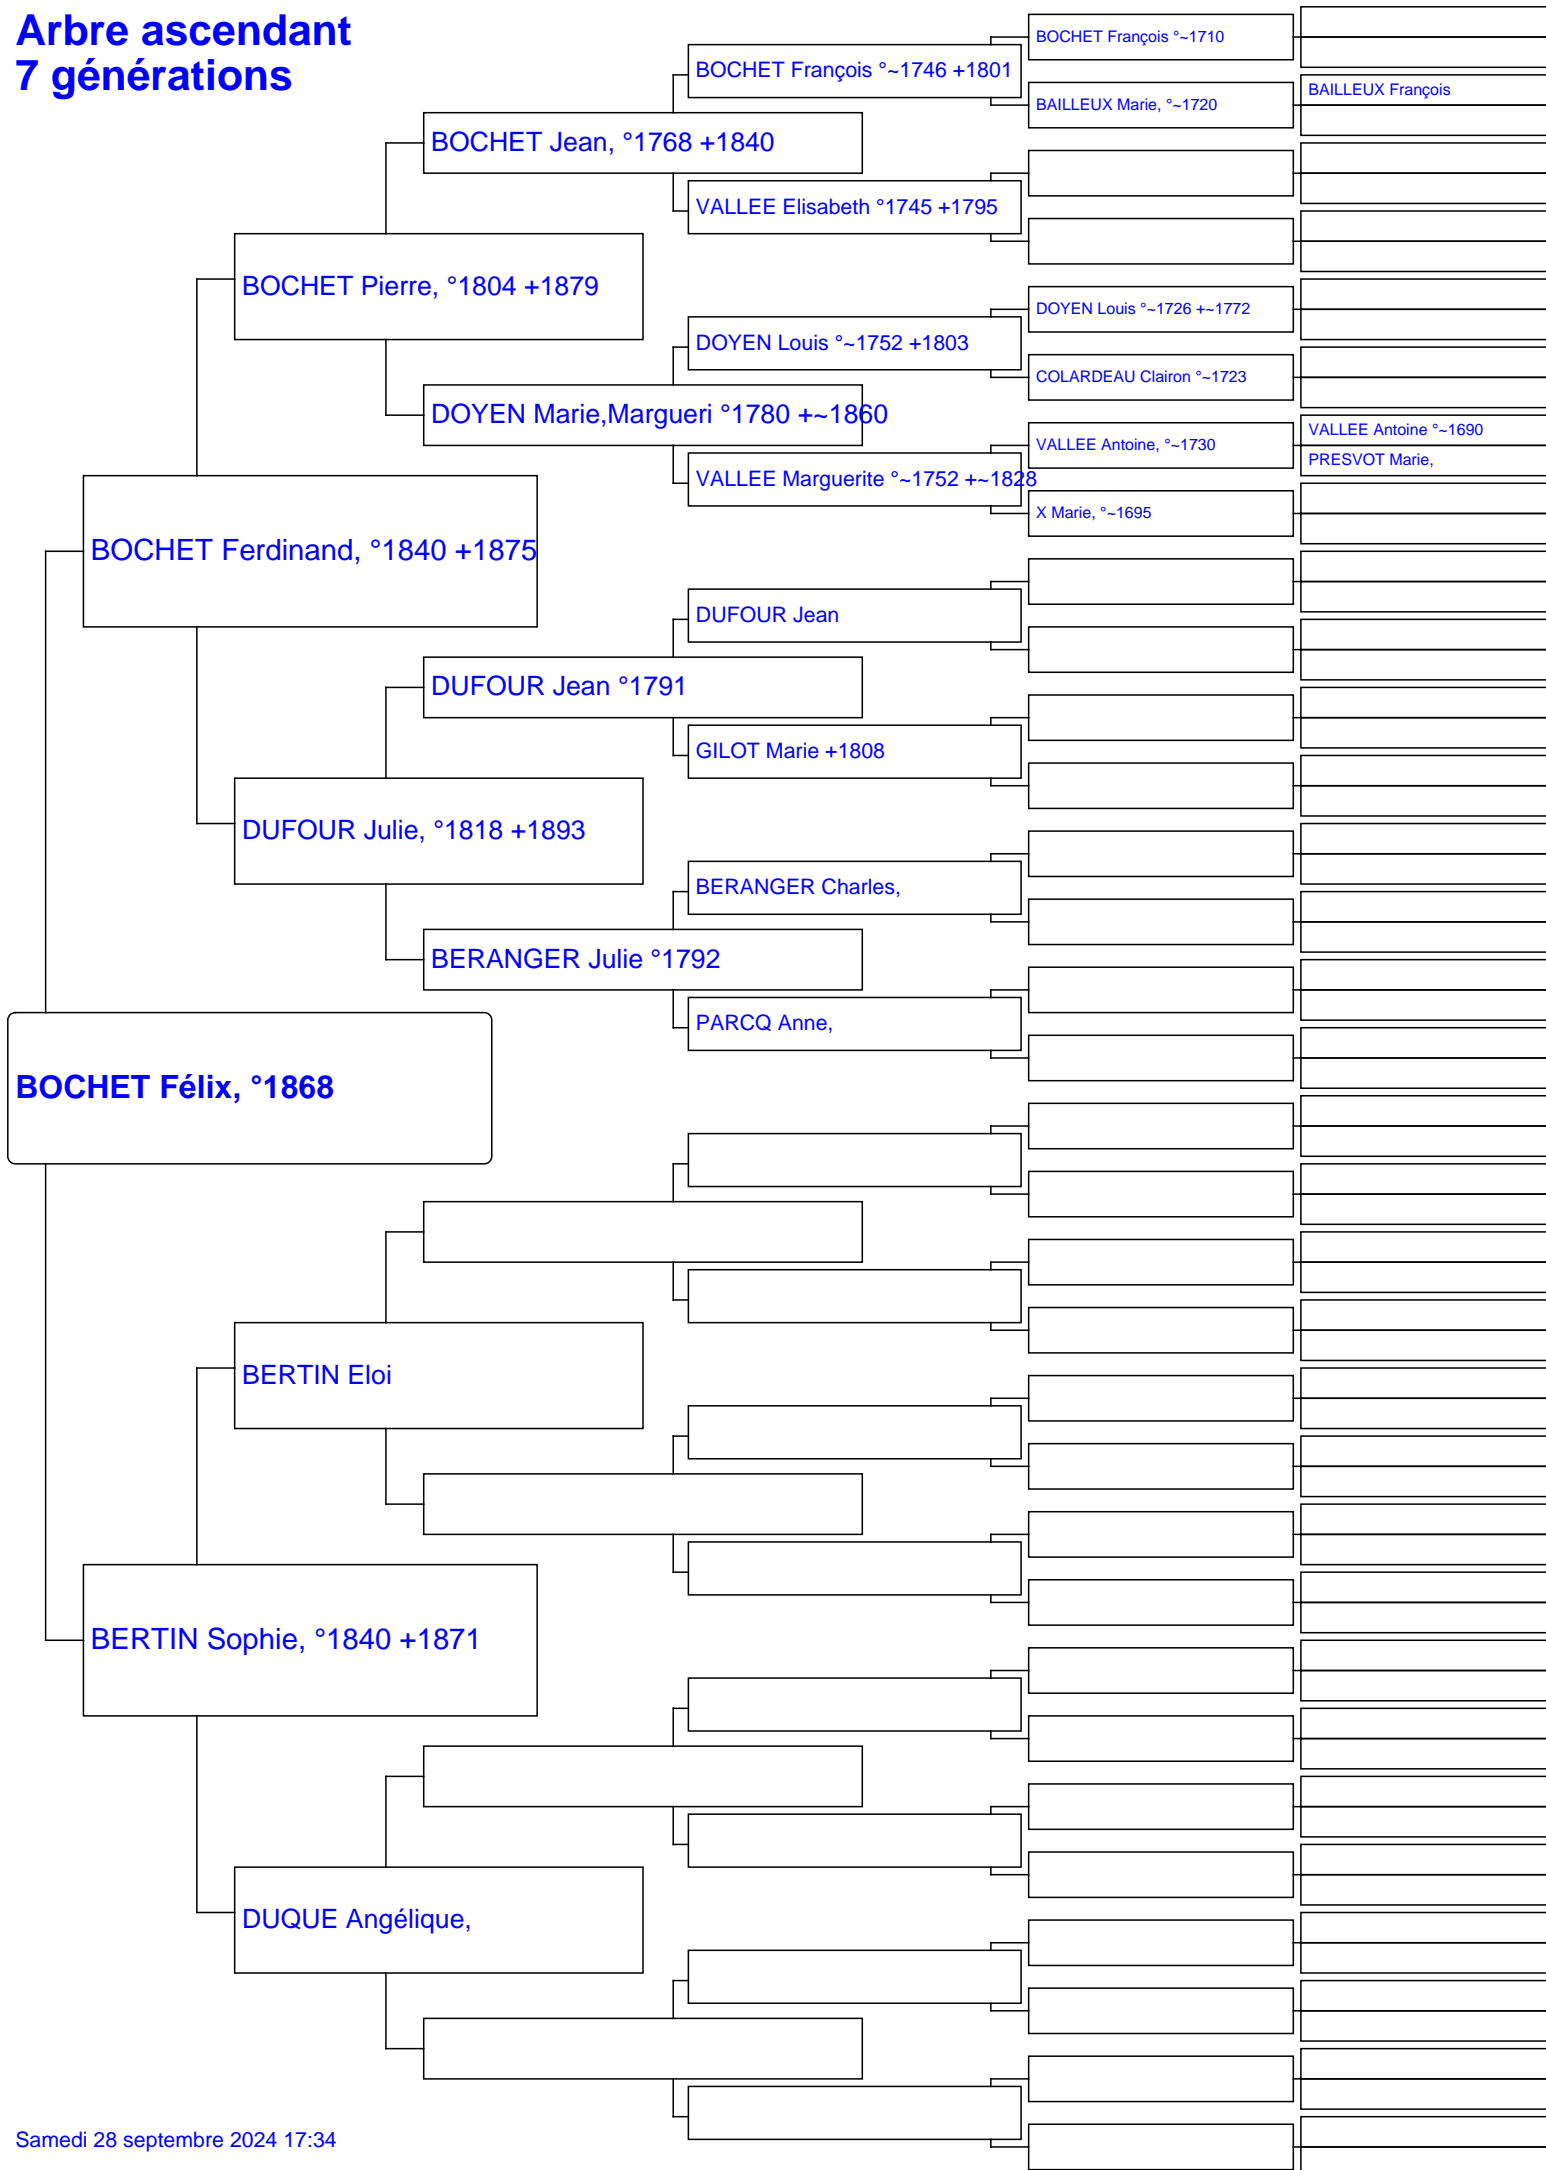 Arbre ascendant
7 générations
BOCHET François °~1710
BOCHET François °~1746 +1801
BAILLEUX François
BAILLEUX Marie, °~1720
BOCHET Jean, °1768 +1840
VALLEE Elisabeth °1745 +1795
BOCHET Pierre, °1804 +1879
DOYEN Louis °~1726 +~1772
DOYEN Louis °~1752 +1803
COLARDEAU Clairon °~1723
DOYEN Marie,Margueri °1780 +~1860
VALLEE Antoine °~1690
VALLEE Antoine, °~1730
PRESVOT Marie,
VALLEE Marguerite °~1752 +~1828
X Marie, °~1695
BOCHET Ferdinand, °1840 +1875
DUFOUR Jean
DUFOUR Jean °1791
GILOT Marie +1808
DUFOUR Julie, °1818 +1893
BERANGER Charles,
BERANGER Julie °1792
PARCQ Anne,
BOCHET Félix, °1868
BERTIN Eloi
BERTIN Sophie, °1840 +1871
DUQUE Angélique,
Samedi 28 septembre 2024 17:34